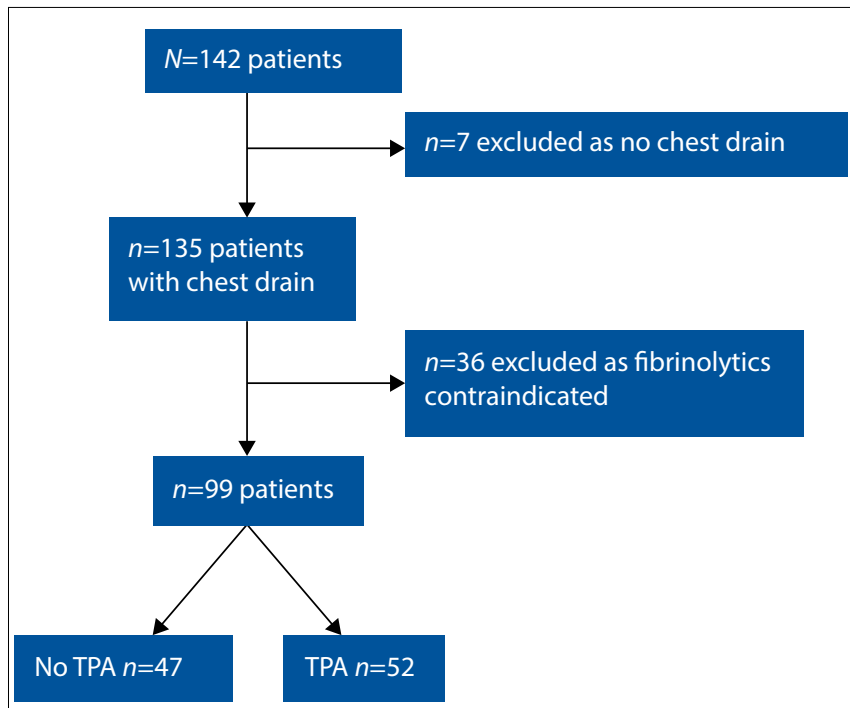 N=142 patients
n=7 excluded as no chest drain
n=135 patients
with chest drain
n=36 excluded as fibrinolytics
contraindicated
n=99 patients
No TPA n=47
TPA n=52